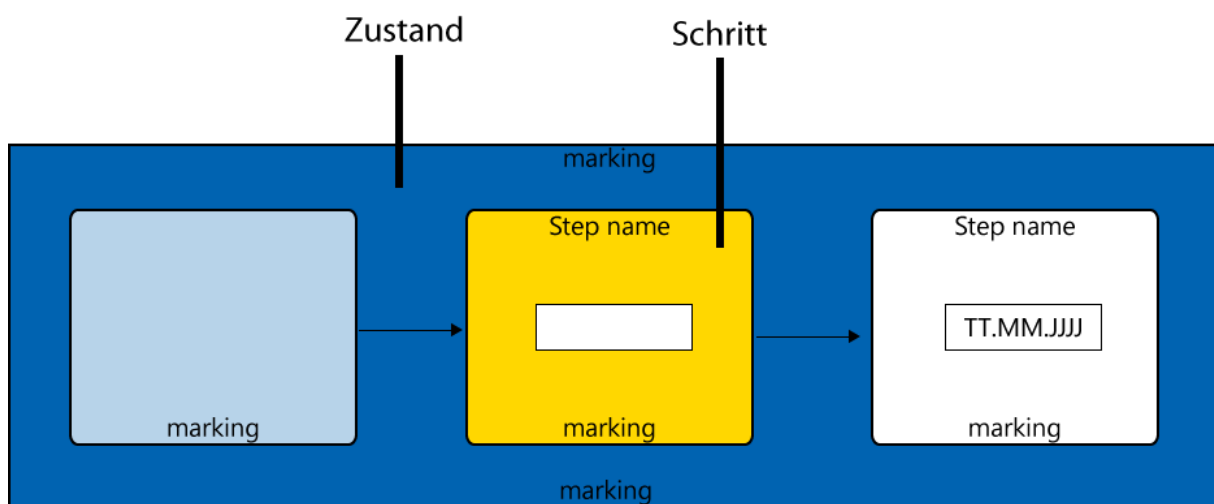 Zustand
Schritt
marking
Step name
Step name
TT.MM.JJJJ
marking
marking
marking
marking